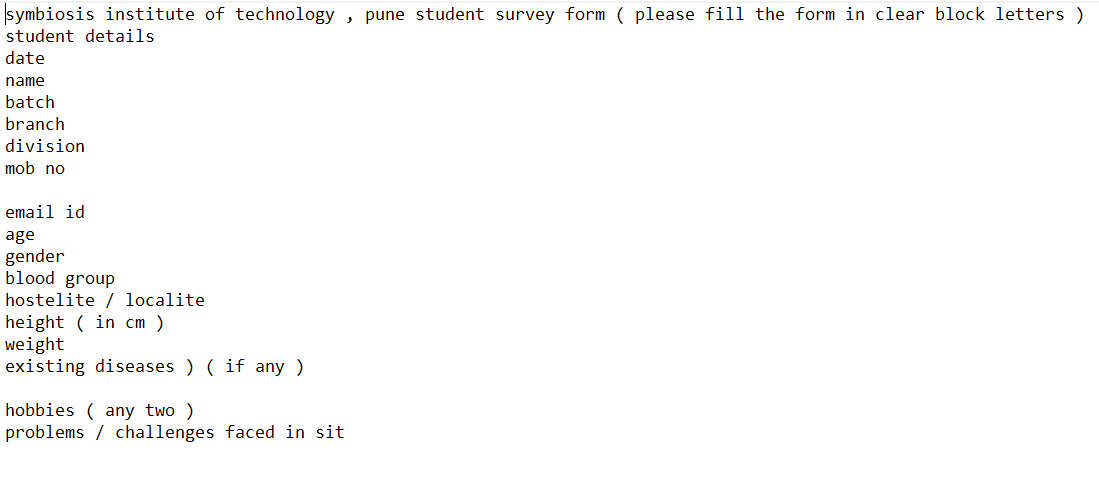 symbiosis institute of technology , pune student survey form ( please fill the form in clear block letters )
student details
date
name
batch
branch
division
mob no
email id
age
gender
blood group
hostelite / localite
height ( in cm )
weight
existing diseases ) ( if any )
hobbies ( any two )
problems / challenges faced in sit